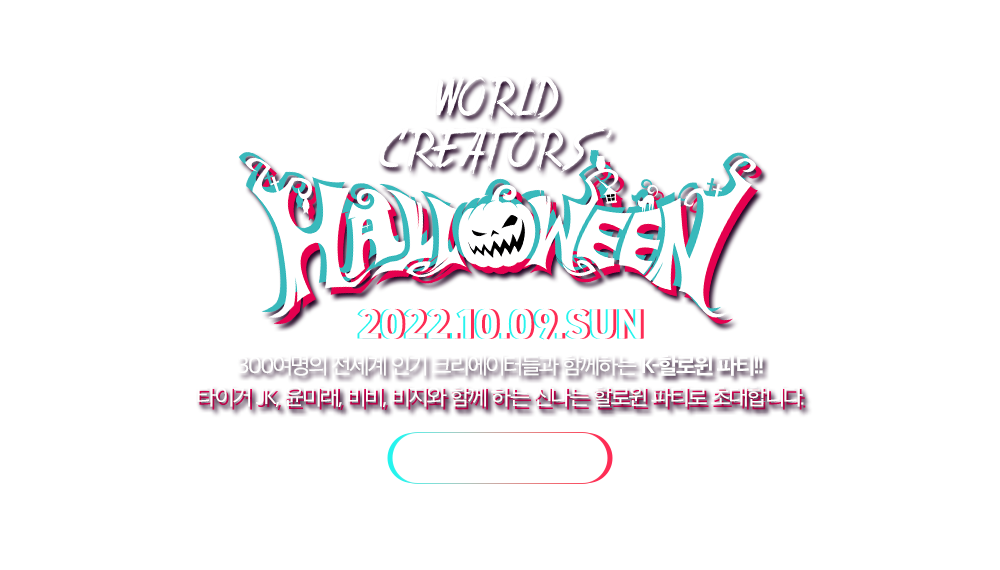 WORLD
CREATORS'
HALLOWEEN
2022.10.09.SUN
300여명의 전세계 인기 크리에이터들과 함께하는 K-할로윈 파티!!
타이거 JK, 윤미래, 비비, 비지와 함께 하는 신나는 할로윈 파티로 초대합니다.